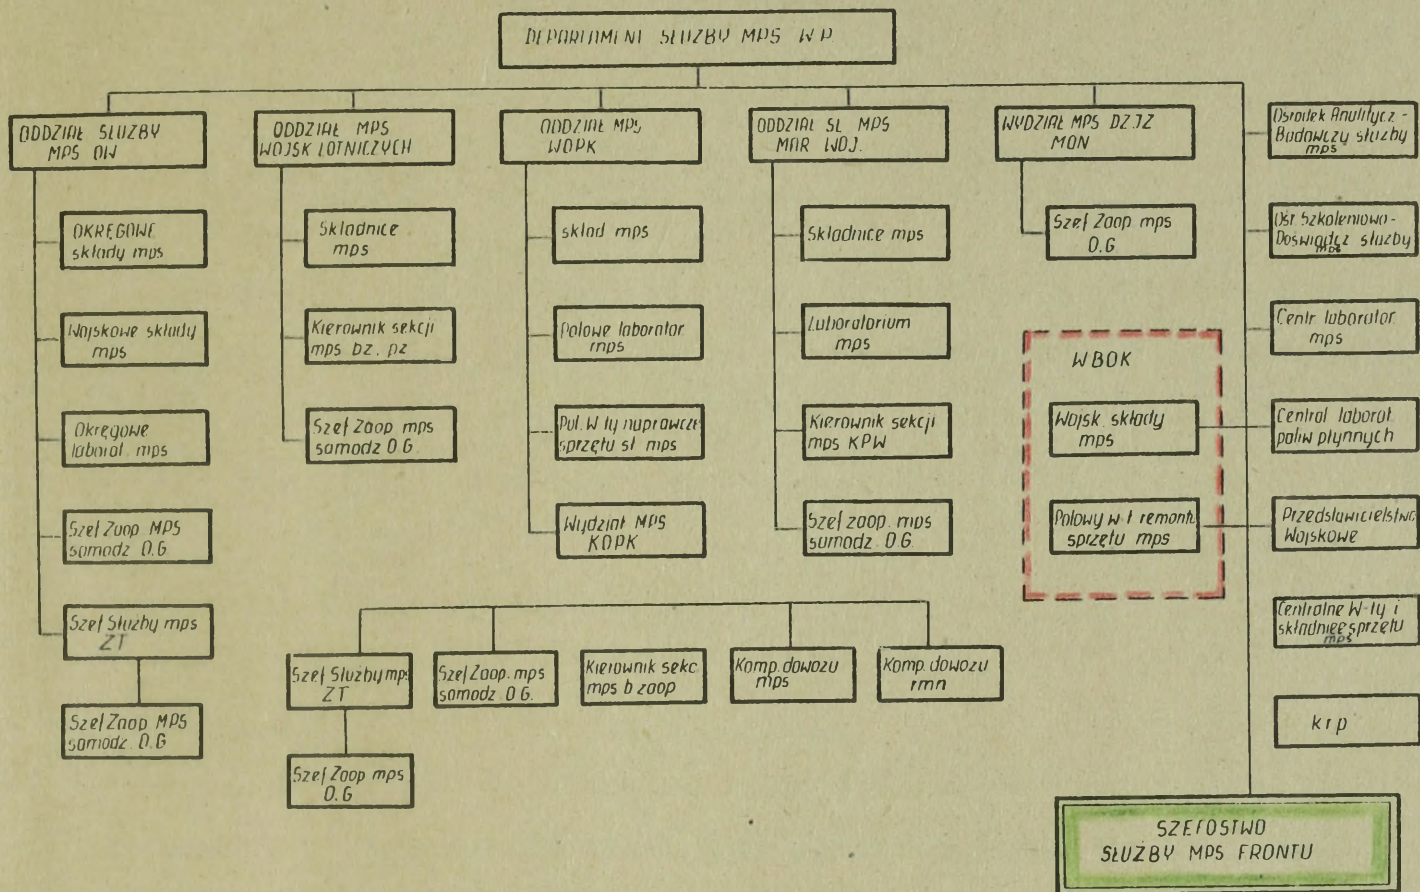 DEPARTAMENT SŁUŻBY MPS W P
ODDZIAŁ SŁUŻBY
MPS OW
OKRĘGOWE
składy mps
Wojskowe składy
mps
Okręgowe
laborat. mps
Szef Zaop MPS
samodz O.G
Szef Służby mps
ZT
Szef Zaop MPS
samodz. O.G
ODDZIAŁ MPS
WOJSK LOTNICZYCH
Składnice
mps
Kierownik sekcji
mps bz. pz
Szef Zaop mps
samodz O G.
ODDZIAŁ MPS
WOPK
skład mps
Polowe laborator
mps
Pol. W ty naprawcze
sprzętu sł mps
Wydział MPS
KOPK
ODDZIAŁ SŁ MPS
MAR WOJ.
Składnice mps
Laboratorium
mps
Kierownik sekcji
mps KPW
Szef zaop. mps
samodz O.G.
WYDZIAŁ MPS DZ.JZ
MON
Szef Zaop mps
O.G
WBOK
Wojsk składy
mps
Polowy w-t remont.
sprzętu mps
Ośrodek Analitycz -
Badawczy służby
mps
Ośr. Szkoleniowo -
Doświadcz służby
mps
Centr laborator
mps
Central laborat.
paliw płynnych
Przedstawicielstwa
Wojskowe
Centralne W-ty i
składnice sprzętu
mps
krp
Szef Służby mps
ZT
Szef Zaop. mps
samodz O G.
Kierownik sekc
mps b zaop
Komp. dowozu
mps
Komp. dowozu
rmn
Szef Zaop mps
O.G
SZEFOSTWO
SŁUŻBY MPS FRONTU